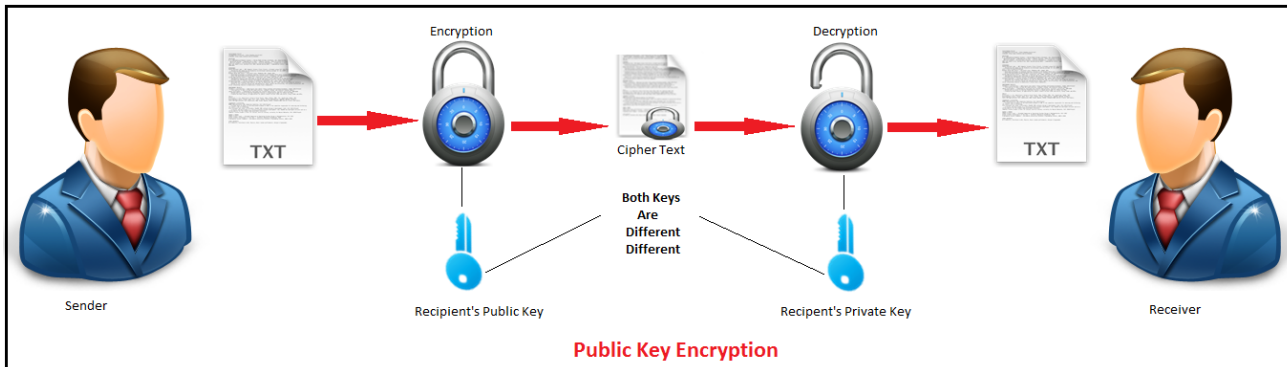 Encryption
Decryption
TXT
TXT
Cipher Text
Both Keys
Are
Different
Different
Sender
Recipient's Public Key
Recipent's Private Key
Receiver
Public Key Encryption